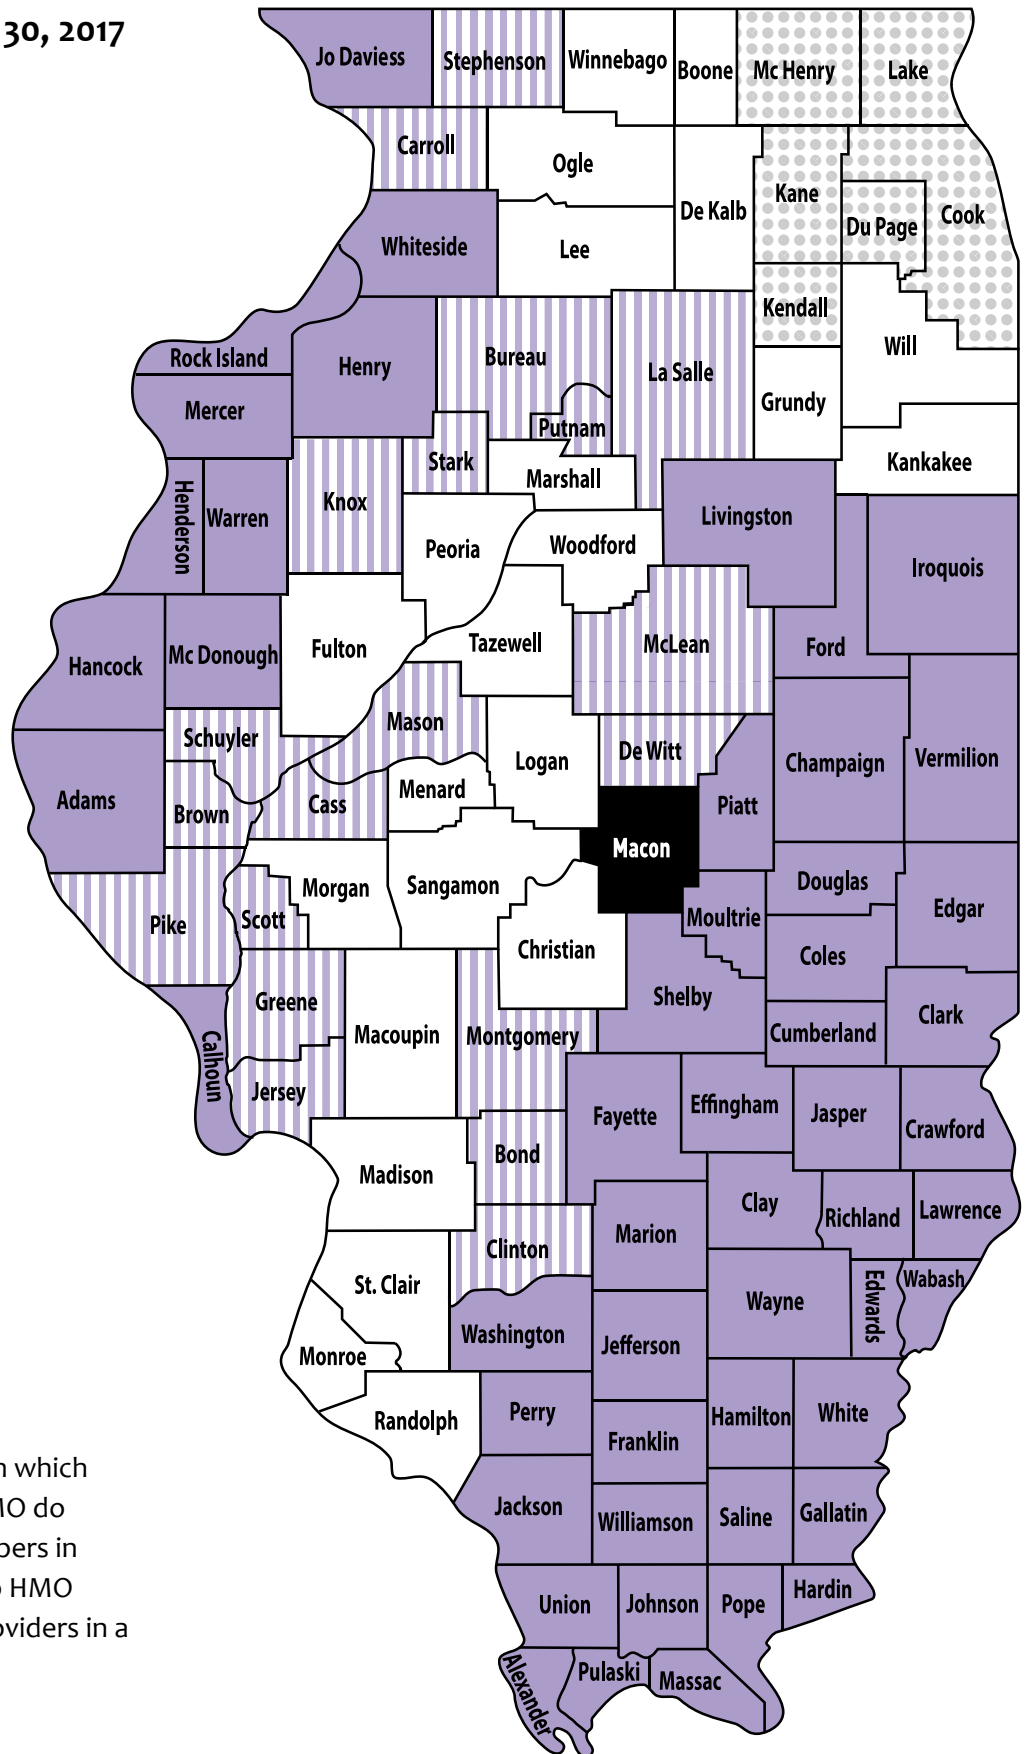 30, 2017
Jo Daviess
Stephenson
Winnebago
Boone
Mc Henry
Lake
Carroll
Ogle
De Kalb
Kane
Du Page
Cook
Whiteside
Lee
Kendall
Will
Rock Island
Henry
Bureau
La Salle
Grundy
Mercer
Putnam
Kankakee
Stark
Marshall
Henderson
Warren
Knox
Peoria
Woodford
Livingston
Iroquois
Hancock
Mc Donough
Fulton
Tazewell
McLean
Ford
Schuyler
Mason
Logan
De Witt
Champaign
Vermilion
Adams
Brown
Cass
Menard
Piatt
Macon
Pike
Scott
Morgan
Sangamon
Christian
Moultrie
Douglas
Edgar
Coles
Shelby
Greene
Macoupin
Montgomery
Cumberland
Clark
Calhoun
Jersey
Fayette
Effingham
Jasper
Crawford
Madison
Bond
Clay
Richland
Lawrence
Marion
Clinton
St. Clair
Wayne
Edwards
Wabash
Washington
Jefferson
Monroe
Randolph
Perry
Franklin
Hamilton
White
Jackson
Williamson
Saline
Gallatin
Union
Johnson
Pope
Hardin
Alexander
Pulaski
Massac
which
do
in
HMO
in a